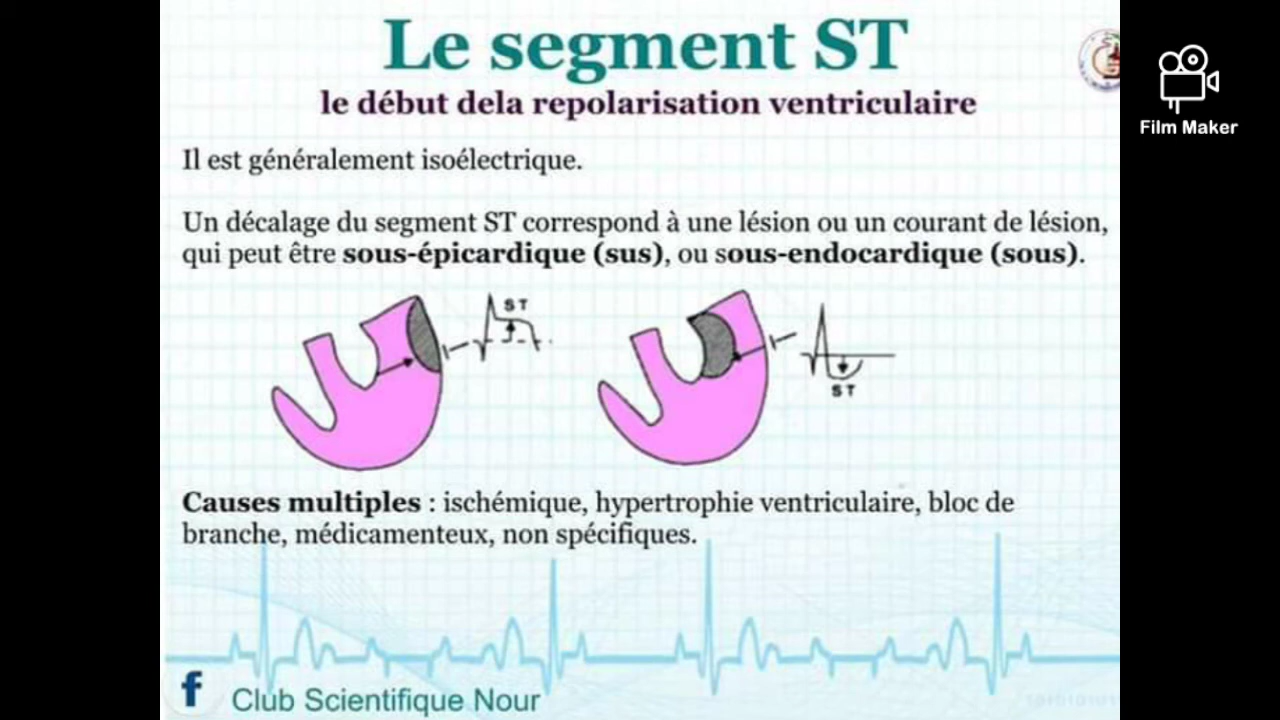 Le segment ST
le début dela repolarisation ventriculaire
Film Maker
Il est généralement isoélectrique.
Un décalage du segment ST correspond à une lésion ou un courant de lésion,
qui peut être sous-épicardique (sus), ou sous-endocardique (sous).
ST
ST
Causes multiples : ischémique, hypertrophie ventriculaire, bloc de
branche, médicamenteux, non spécifiques.
f Club Scientifique Nour